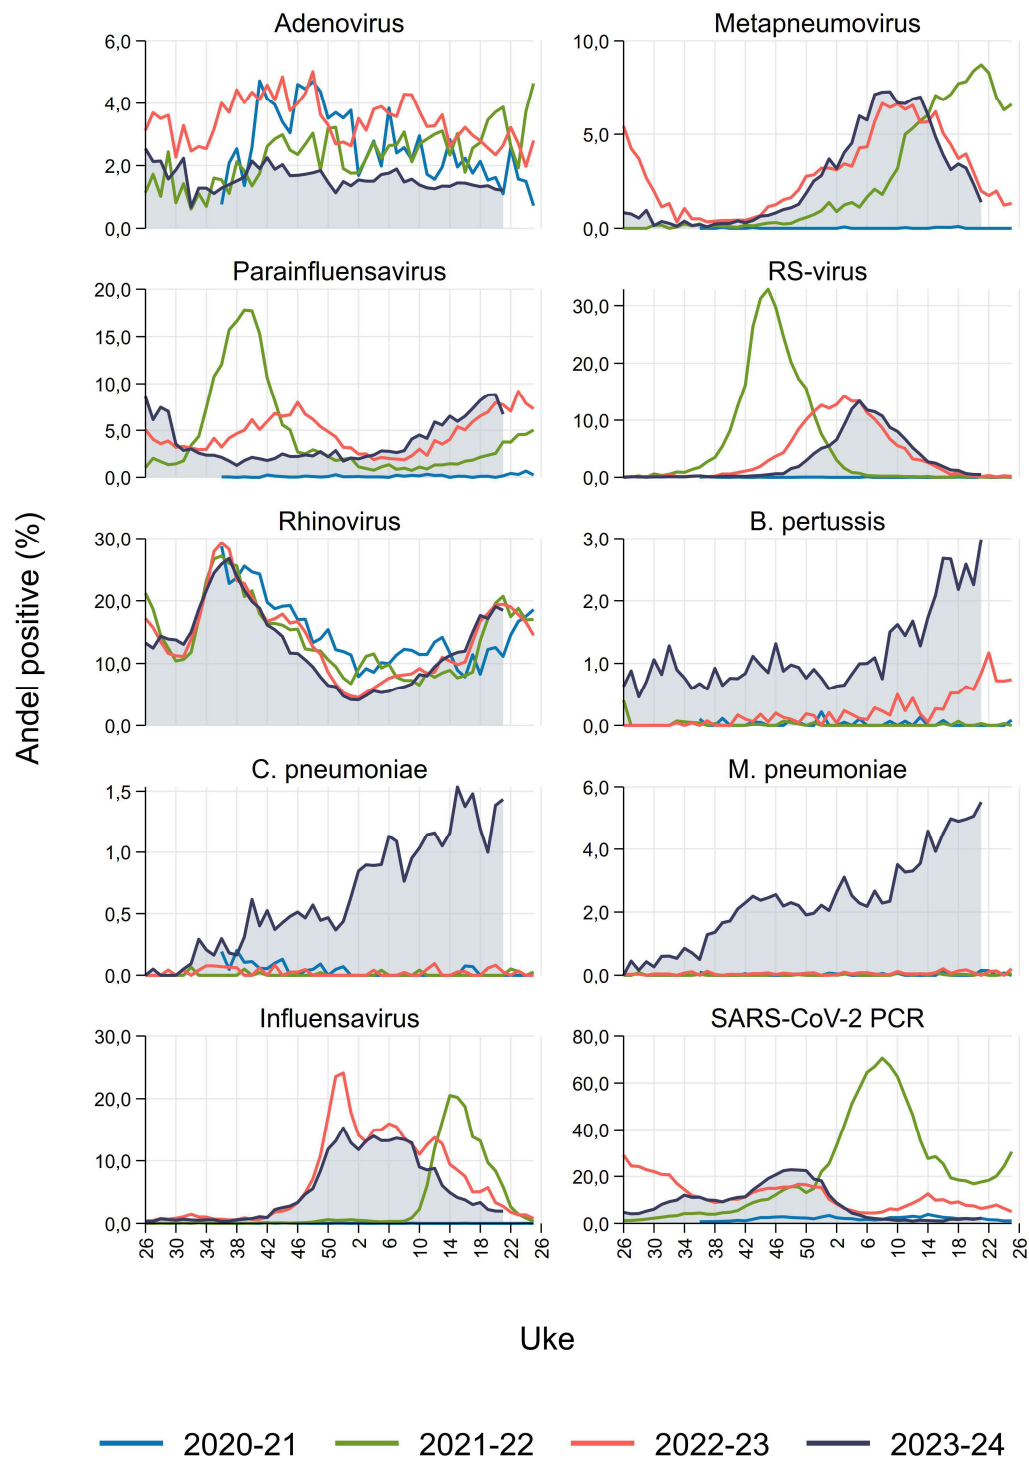 Adenovirus
6,0
4,0
2,0
0,0
Metapneumovirus
10,0
5,0
0,0
Parainfluensavirus
20,0
15,0
10,0
5,0
0,0
RS-virus
30,0
20,0
10,0
0,0
Rhinovirus
30,0
20,0
10,0
0,0
B. pertussis
3,0
2,0
1,0
0,0
C. pneumoniae
1,5
1,0
0,5
0,0
M. pneumoniae
6,0
4,0
2,0
0,0
Influensavirus
30,0
20,0
10,0
0,0
26 30 34 38 42 46 50 2 6 10 14 18 22 26
SARS-CoV-2 PCR
80,0
60,0
40,0
20,0
0,0
26 30 34 38 42 46 50 2 6 10 14 18 22 26
Andel positive (%)
Uke
2020-21 2021-22 2022-23 2023-24